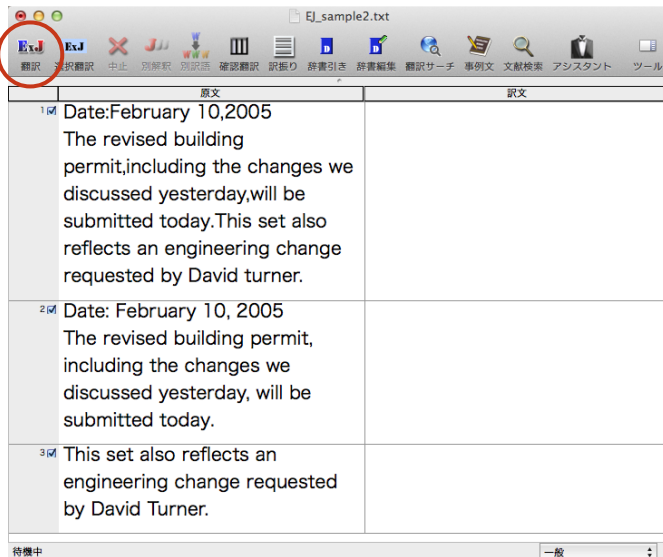 EJ_sample2.txt
ExJ ExJ
翻訳 選択翻訳 中止 別解釈 別訳語 確認翻訳 訳振り 辞書引き 辞書編集 翻訳サーチ 事例文 文献検索 アシスタント ツール
原文 訳文
1 Date:February 10,2005
The revised building
permit,including the changes we
discussed yesterday,will be
submitted today.This set also
reflects an engineering change
requested by David turner.
2 Date: February 10, 2005
The revised building permit,
including the changes we
discussed yesterday, will be
submitted today.
3 This set also reflects an
engineering change requested
by David Turner.
待機中 一般